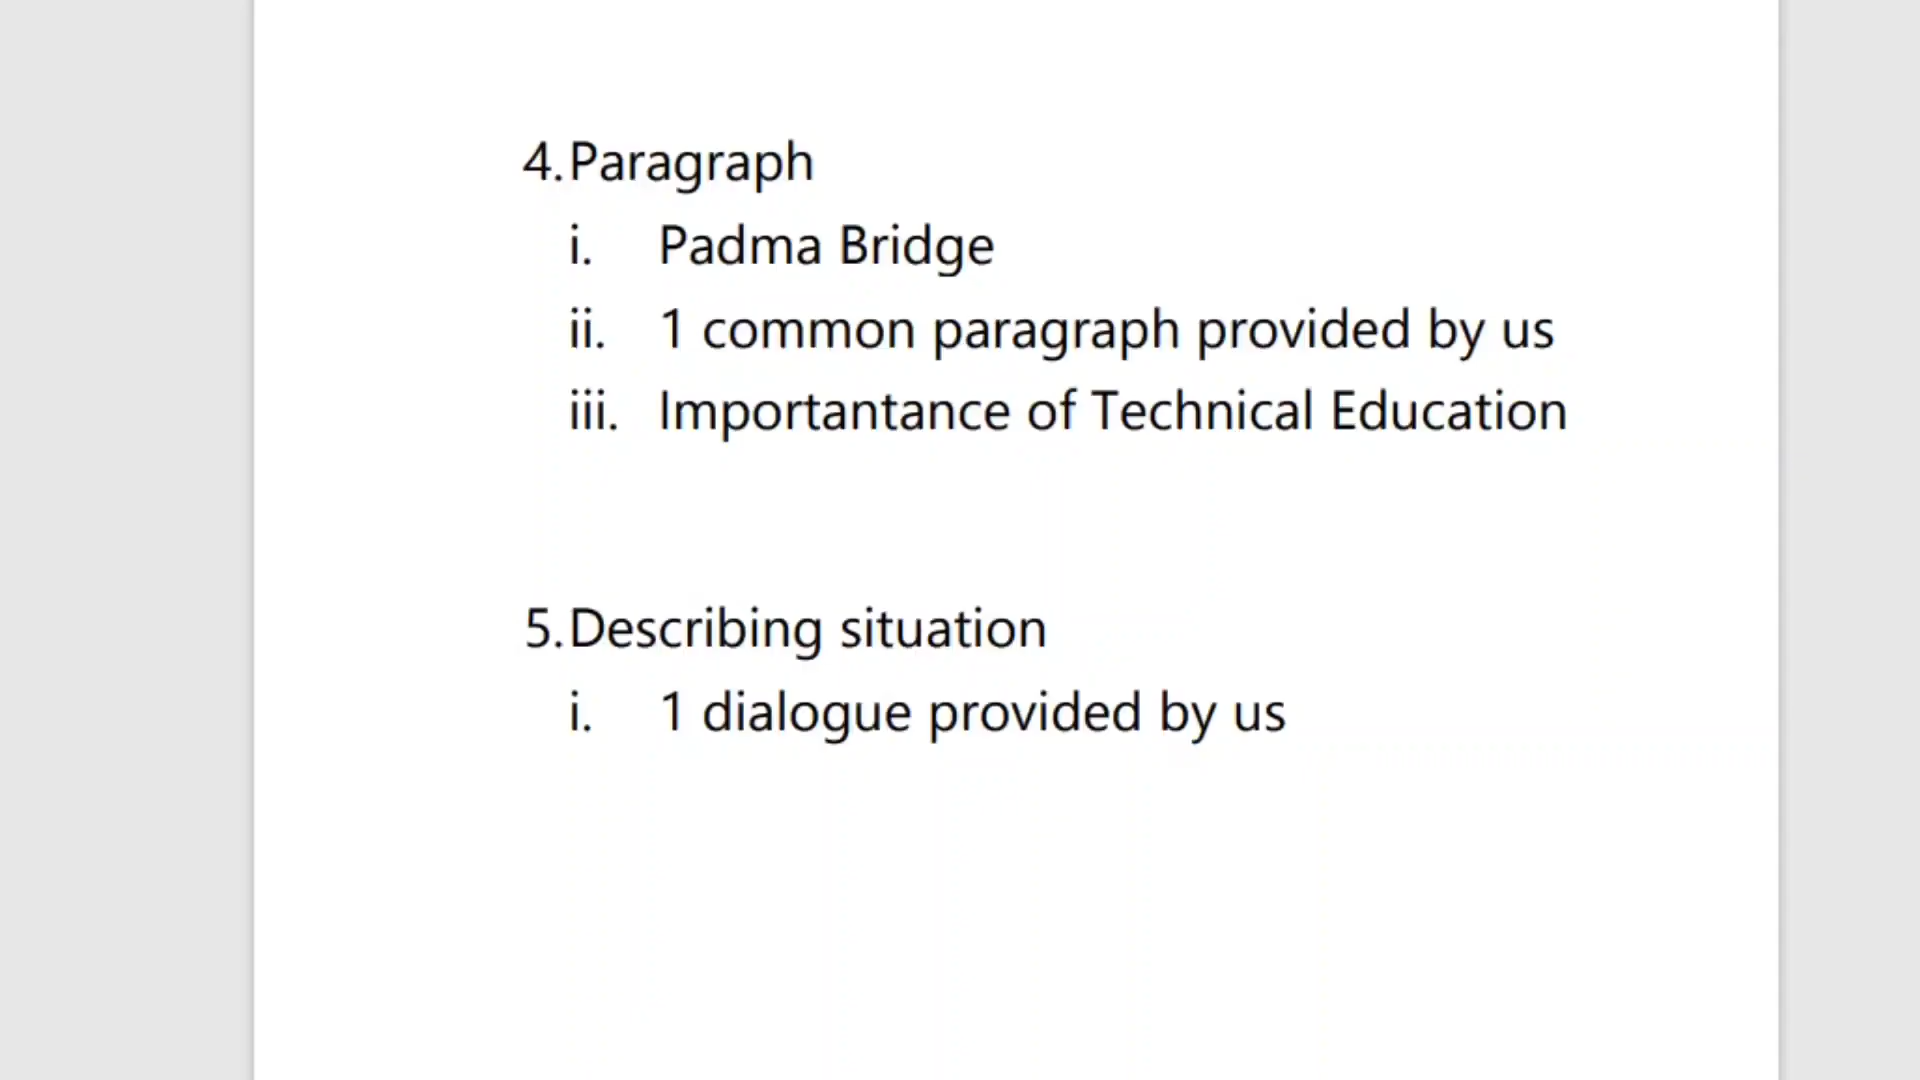 4. Paragraph
i. Padma Bridge
ii. 1 common paragraph provided by us
iii. Importantance of Technical Education
5. Describing situation
i. 1 dialogue provided by us